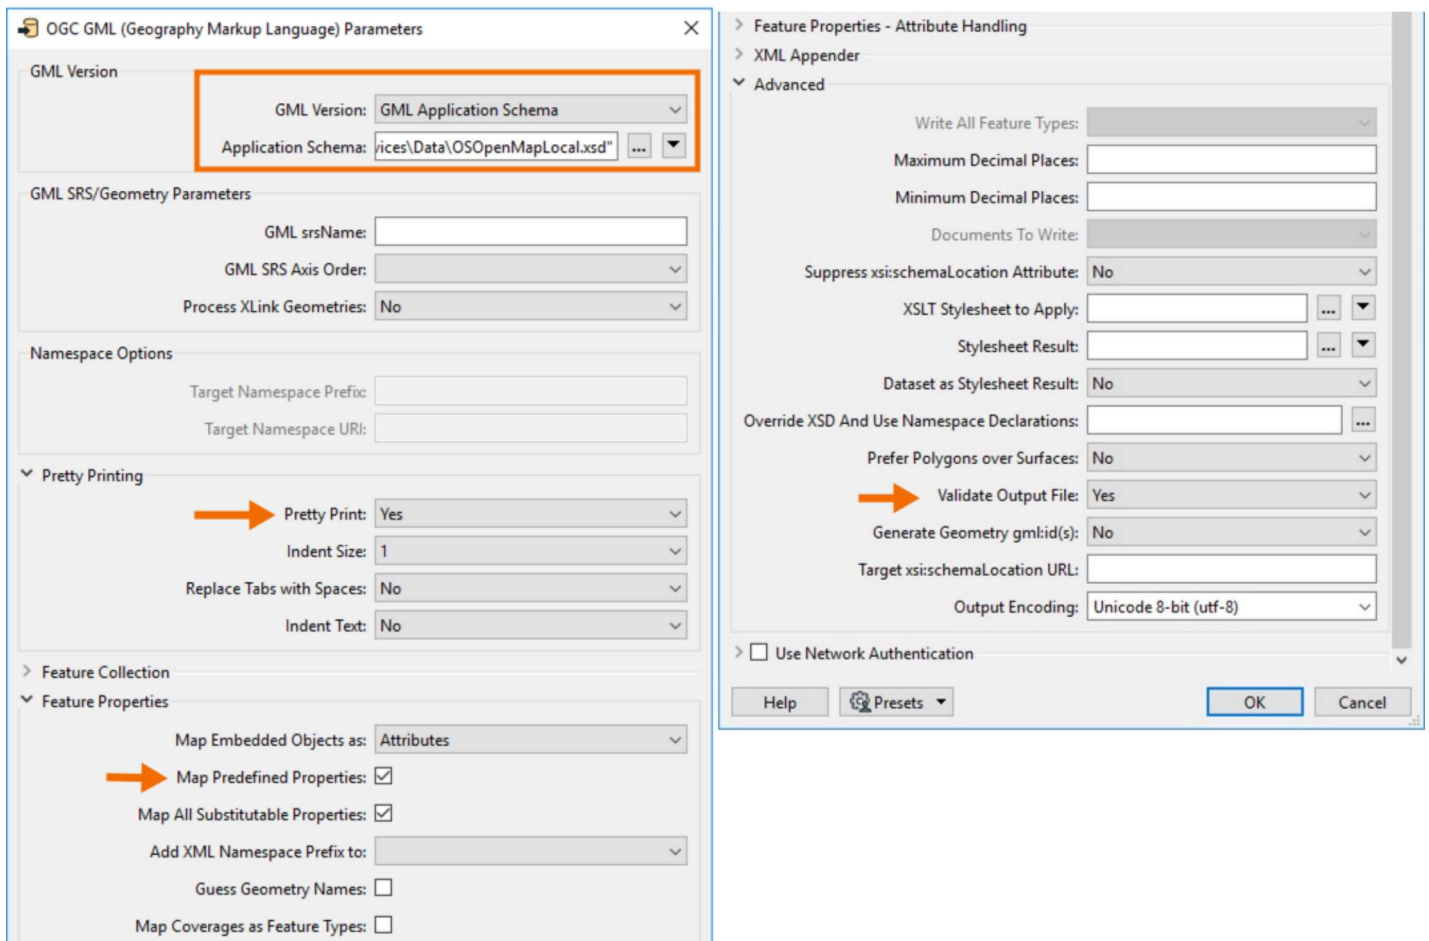 OGC GML (Geography Markup Language) Parameters
GML Version
GML Version: GML Application Schema
Application Schema: vices\Data\OSOpenMapLocal.xsd" ...
GML SRS/Geometry Parameters
GML srsName:
GML SRS Axis Order:
Process XLink Geometries: No
Namespace Options
Target Namespace Prefix:
Target Namespace URI:
Pretty Printing
Pretty Print: Yes
Indent Size: 1
Replace Tabs with Spaces: No
Indent Text: No
Feature Collection
Feature Properties
Map Embedded Objects as: Attributes
Map Predefined Properties:
Map All Substitutable Properties:
Add XML Namespace Prefix to:
Guess Geometry Names:
Map Coverages as Feature Types:
Feature Properties - Attribute Handling
XML Appender
Advanced
Write All Feature Types:
Maximum Decimal Places:
Minimum Decimal Places:
Documents To Write:
Suppress xsi:schemaLocation Attribute: No
XSLT Stylesheet to Apply: ...
Stylesheet Result: ...
Dataset as Stylesheet Result: No
Override XSD And Use Namespace Declarations: ...
Prefer Polygons over Surfaces: No
Validate Output File: Yes
Generate Geometry gml:id(s): No
Target xsi:schemaLocation URL:
Output Encoding: Unicode 8-bit (utf-8)
Use Network Authentication
Help Presets OK Cancel